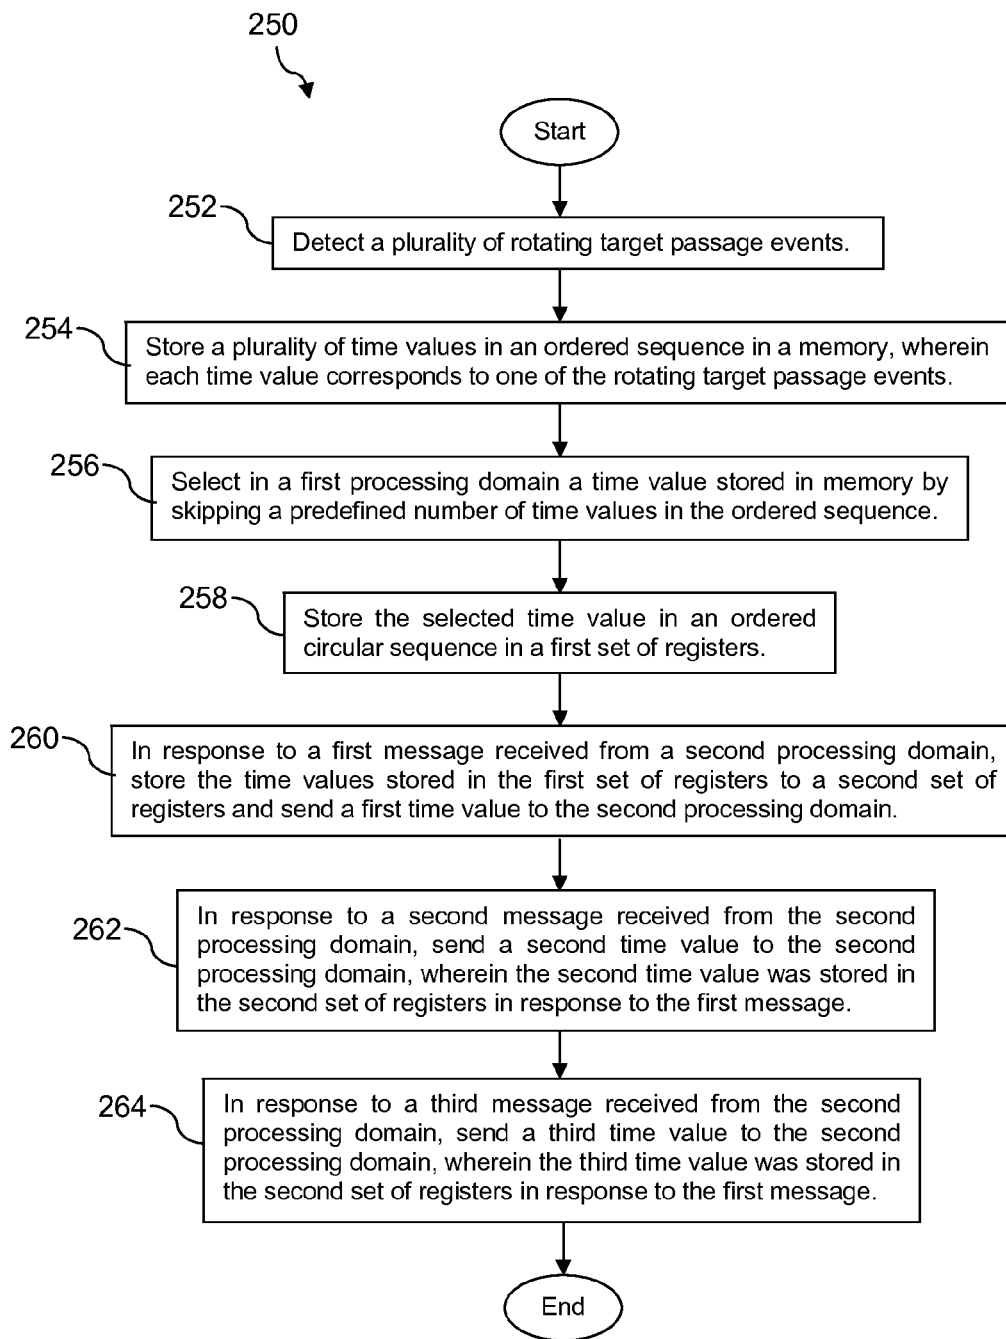 250
Start
252
Detect a plurality of rotating target passage events.
254
Store a plurality of time values in an ordered sequence in a memory, wherein
each time value corresponds to one of the rotating target passage events.
256
Select in a first processing domain a time value stored in memory by
skipping a predefined number of time values in the ordered sequence.
258
Store the selected time value in an ordered
circular sequence in a first set of registers.
260
In response to a first message received from a second processing domain,
store the time values stored in the first set of registers to a second set of
registers and send a first time value to the second processing domain.
262
In response to a second message received from the second
processing domain, send a second time value to the second
processing domain, wherein the second time value was stored in
the second set of registers in response to the first message.
264
In response to a third message received from the second
processing domain, send a third time value to the second
processing domain, wherein the third time value was stored in
the second set of registers in response to the first message.
End